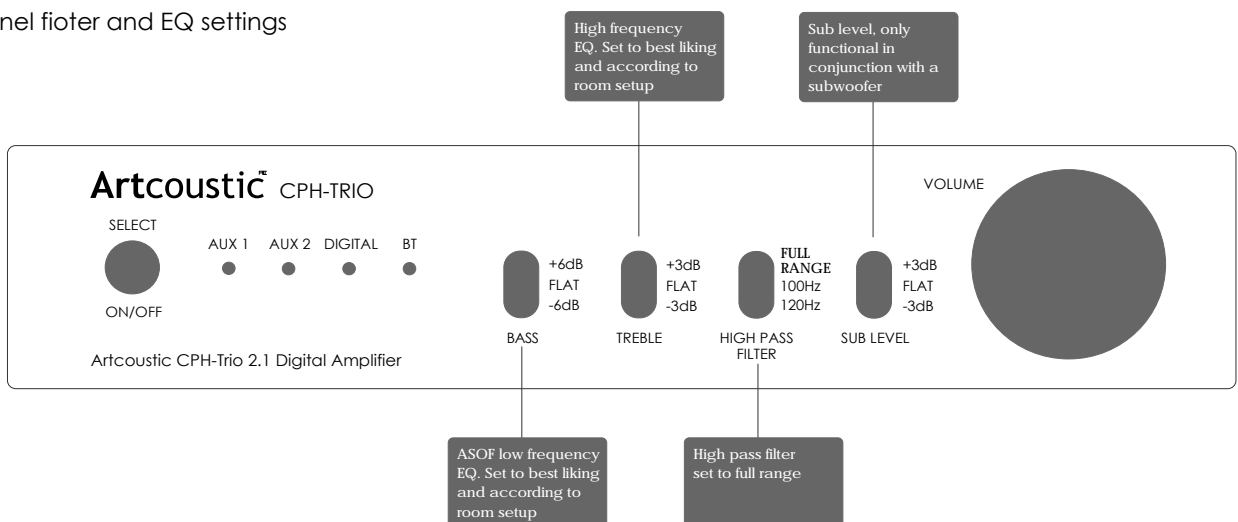 nel fioter and EQ settings
High frequency
EQ. Set to best liking
and according to
room setup
Sub level, only
functional in
conjunction with a
subwoofer
Artcoustic CPH-TRIO
VOLUME
SELECT
AUX 1 AUX 2 DIGITAL BT
ON/OFF
+6dB
FLAT
-6dB
BASS
+3dB
FLAT
-3dB
TREBLE
FULL
RANGE
100Hz
120Hz
HIGH PASS
FILTER
+3dB
FLAT
-3dB
SUB LEVEL
Artcoustic CPH-Trio 2.1 Digital Amplifier
ASOF low frequency
EQ. Set to best liking
and according to
room setup
High pass filter
set to full range